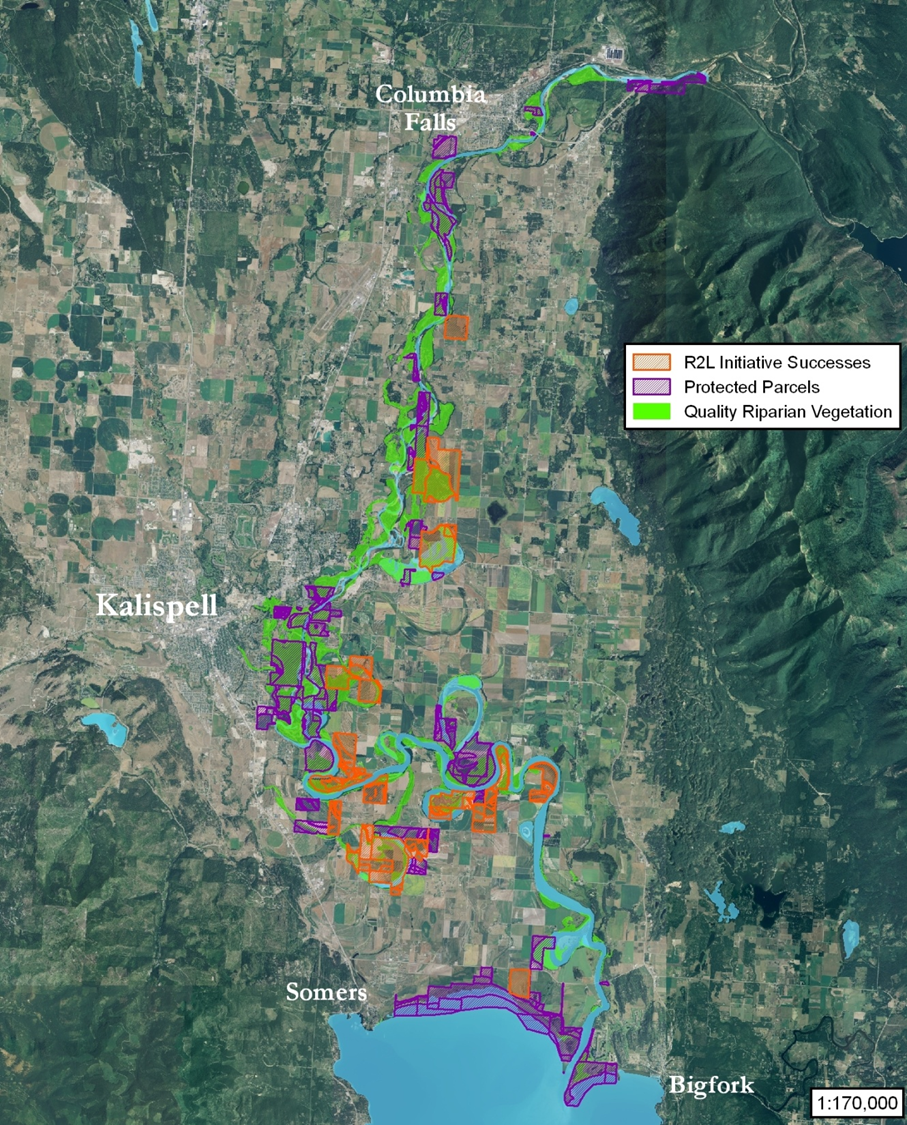 Columbia
Falls
R2L Initiative Successes
Protected Parcels
Quality Riparian Vegetation
Kalispell
Somers
Bigfork
1:170,000